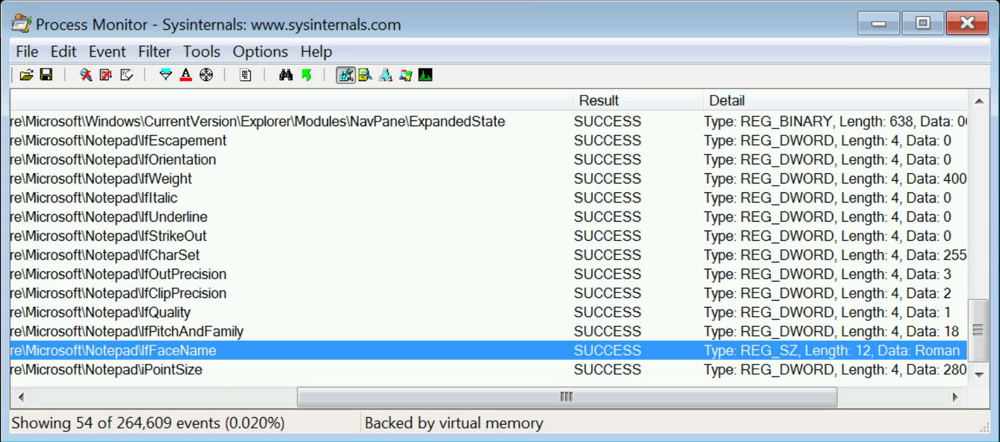 Process Monitor - Sysinternals: www.sysinternals.com
File Edit Event Filter Tools Options Help
Result Detail
re\Microsoft\Windows\CurrentVersion\Explorer\Modules\NavPane\ExpandedState SUCCESS Type: REG_BINARY, Length: 638, Data: 0
re\Microsoft\Notepad\lfEscapement SUCCESS Type: REG_DWORD, Length: 4, Data: 0
re\Microsoft\Notepad\lfOrientation SUCCESS Type: REG_DWORD, Length: 4, Data: 0
re\Microsoft\Notepad\lfWeight SUCCESS Type: REG_DWORD, Length: 4, Data: 400
re\Microsoft\Notepad\lfItalic SUCCESS Type: REG_DWORD, Length: 4, Data: 0
re\Microsoft\Notepad\lfUnderline SUCCESS Type: REG_DWORD, Length: 4, Data: 0
re\Microsoft\Notepad\lfStrikeOut SUCCESS Type: REG_DWORD, Length: 4, Data: 0
re\Microsoft\Notepad\lfCharSet SUCCESS Type: REG_DWORD, Length: 4, Data: 255
re\Microsoft\Notepad\lfOutPrecision SUCCESS Type: REG_DWORD, Length: 4, Data: 3
re\Microsoft\Notepad\lfClipPrecision SUCCESS Type: REG_DWORD, Length: 4, Data: 2
re\Microsoft\Notepad\lfQuality SUCCESS Type: REG_DWORD, Length: 4, Data: 1
re\Microsoft\Notepad\lfPitchAndFamily SUCCESS Type: REG_DWORD, Length: 4, Data: 18
re\Microsoft\Notepad\lfFaceName SUCCESS Type: REG_SZ, Length: 12, Data: Roman
re\Microsoft\Notepad\iPointSize SUCCESS Type: REG_DWORD, Length: 4, Data: 280
Showing 54 of 264,609 events (0.020%) Backed by virtual memory